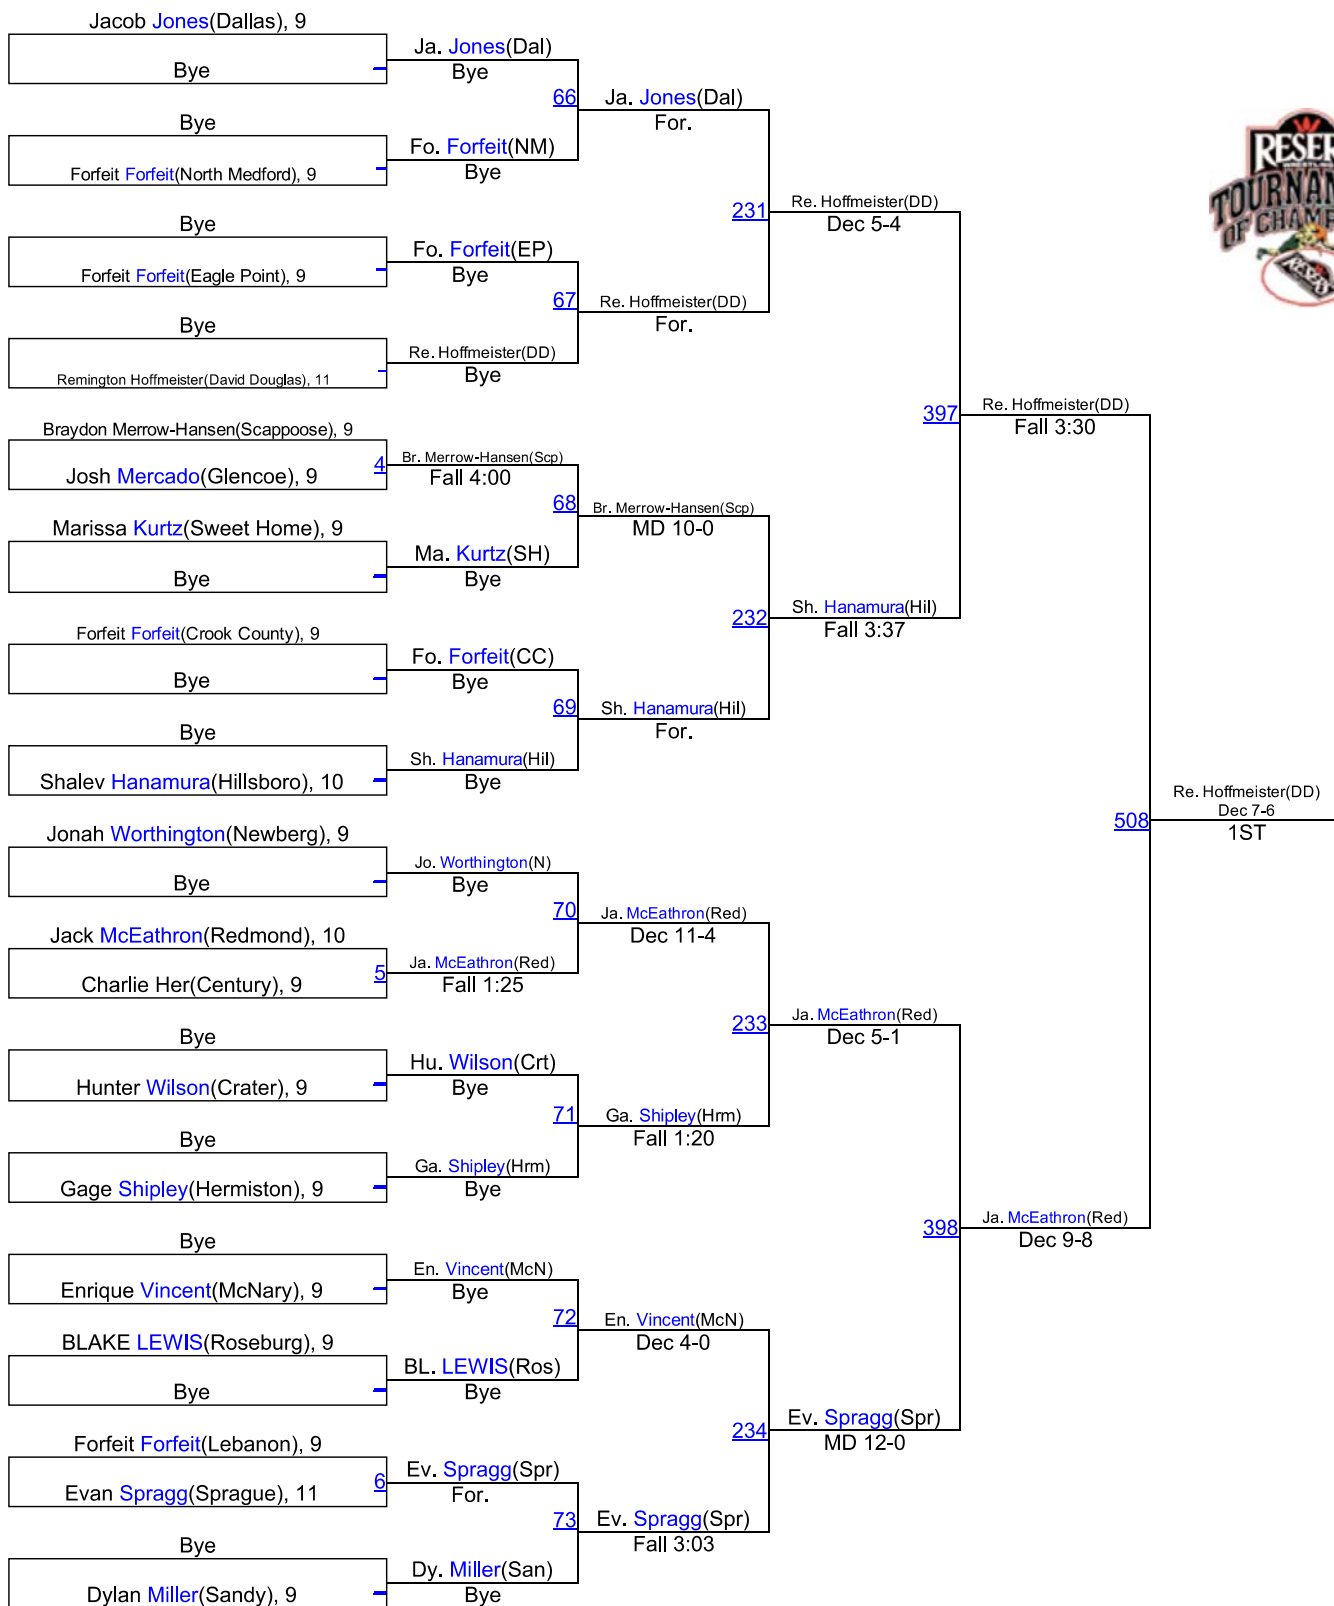 Jacob Jones(Dallas), 9
Bye
Bye
Forfeit Forfeit(North Medford), 9
Bye
Forfeit Forfeit(Eagle Point), 9
Bye
Remington Hoffmeister(David Douglas), 11
Braydon Merrow-Hansen(Scappoose), 9
4
Josh Mercado(Glencoe), 9
Marissa Kurtz(Sweet Home), 9
Bye
Forfeit Forfeit(Crook County), 9
Bye
Bye
Shalev Hanamura(Hillsboro), 10
Jonah Worthington(Newberg), 9
Bye
Jack McEathron(Redmond), 10
5
Charlie Her(Century), 9
Bye
Hunter Wilson(Crater), 9
Bye
Gage Shipley(Hermiston), 9
Bye
Enrique Vincent(McNary), 9
BLAKE LEWIS(Roseburg), 9
Bye
Forfeit Forfeit(Lebanon), 9
6
Evan Spragg(Sprague), 11
Bye
Dylan Miller(Sandy), 9
Ja. Jones(Dal)
Bye
66
Fo. Forfeit(NM)
Bye
Fo. Forfeit(EP)
Bye
67
Re. Hoffmeister(DD)
Bye
Br. Merrow-Hansen(Scp)
Fall 4:00
68
Ma. Kurtz(SH)
Bye
Fo. Forfeit(CC)
Bye
69
Sh. Hanamura(Hil)
Bye
Jo. Worthington(N)
Bye
70
Ja. McEathron(Red)
Fall 1:25
Hu. Wilson(Crt)
Bye
71
Ga. Shipley(Hrm)
Bye
En. Vincent(McN)
Bye
72
BL. LEWIS(Ros)
Bye
Ev. Spragg(Spr)
For.
73
Dy. Miller(San)
Bye
Ja. Jones(Dal)
For.
231
Re. Hoffmeister(DD)
For.
Br. Merrow-Hansen(Scp)
MD 10-0
232
Sh. Hanamura(Hil)
For.
Ja. McEathron(Red)
Dec 11-4
233
Ga. Shipley(Hrm)
Fall 1:20
En. Vincent(McN)
Dec 4-0
234
Ev. Spragg(Spr)
Fall 3:03
Re. Hoffmeister(DD)
Dec 5-4
397
Sh. Hanamura(Hil)
Fall 3:37
Ja. McEathron(Red)
Dec 5-1
398
Ev. Spragg(Spr)
MD 12-0
Re. Hoffmeister(DD)
Fall 3:30
508
Ja. McEathron(Red)
Dec 9-8
Re. Hoffmeister(DD)
Dec 7-6
1ST